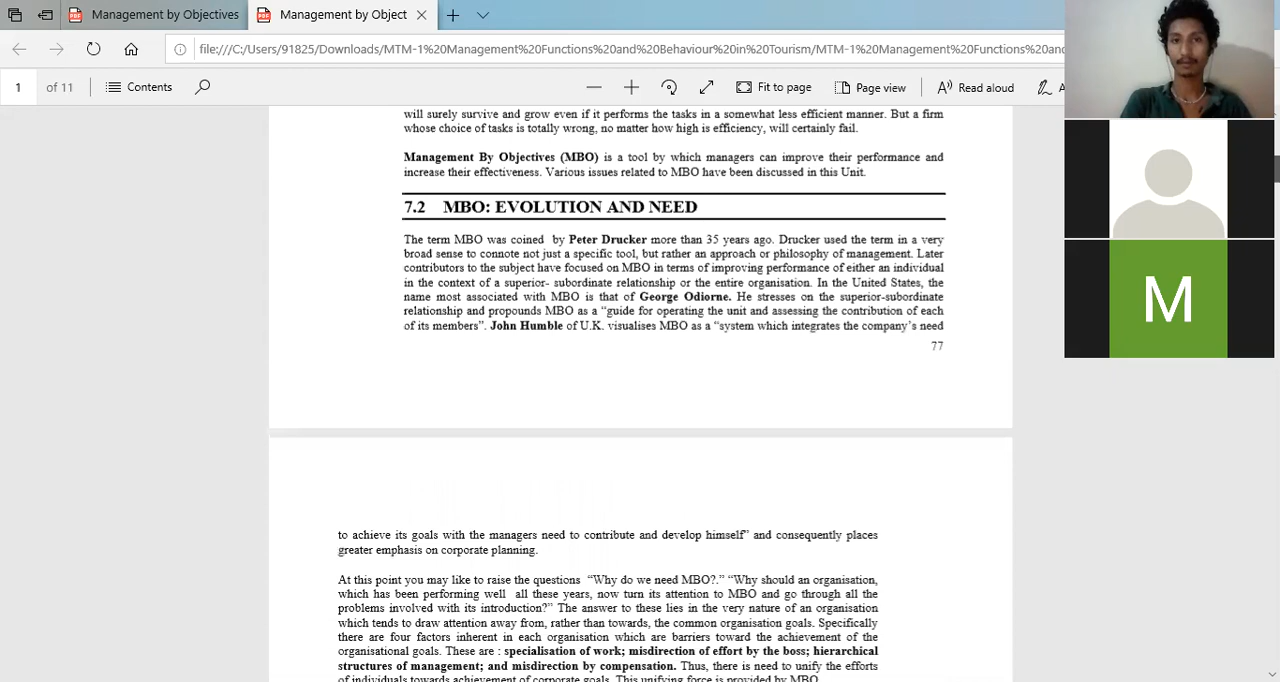 Management by Objectives
Management by Object
file:///C:/Users/91825/Downloads/MTM-1%20Management%20Functions%20and%20Behaviour%20in%20Tourism/MTM-1%20Management%20Functions%20and
1 of 11 Contents Fit to page Page view Read aloud
will surely survive and grow even if it performs the tasks in a somewhat less efficient manner. But a firm
whose choice of tasks is totally wrong, no matter how high is efficiency, will certainly fail.
Management By Objectives (MBO) is a tool by which managers can improve their performance and
increase their effectiveness. Various issues related to MBO have been discussed in this Unit.
7.2 MBO: EVOLUTION AND NEED
The term MBO was coined by Peter Drucker more than 35 years ago. Drucker used the term in a very
broad sense to connote not just a specific tool, but rather an approach or philosophy of management. Later
contributors to the subject have focused on MBO in terms of improving performance of either an individual
in the context of a superior- subordinate relationship or the entire organisation. In the United States, the
name most associated with MBO is that of George Odiorne. He stresses on the superior-subordinate
relationship and propounds MBO as a “guide for operating the unit and assessing the contribution of each
of its members”. John Humble of U.K. visualises MBO as a “system which integrates the company’s need
77
to achieve its goals with the managers need to contribute and develop himself” and consequently places
greater emphasis on corporate planning.
At this point you may like to raise the questions “Why do we need MBO?.” “Why should an organisation,
which has been performing well all these years, now turn its attention to MBO and go through all the
problems involved with its introduction?” The answer to these lies in the very nature of an organisation
which tends to draw attention away from, rather than towards, the common organisation goals. Specifically
there are four factors inherent in each organisation which are barriers toward the achievement of the
organisational goals. These are : specialisation of work; misdirection of effort by the boss; hierarchical
structures of management; and misdirection by compensation. Thus, there is need to unify the efforts
of individuals towards achievement of corporate goals. This unifying force is provided by MBO.
M